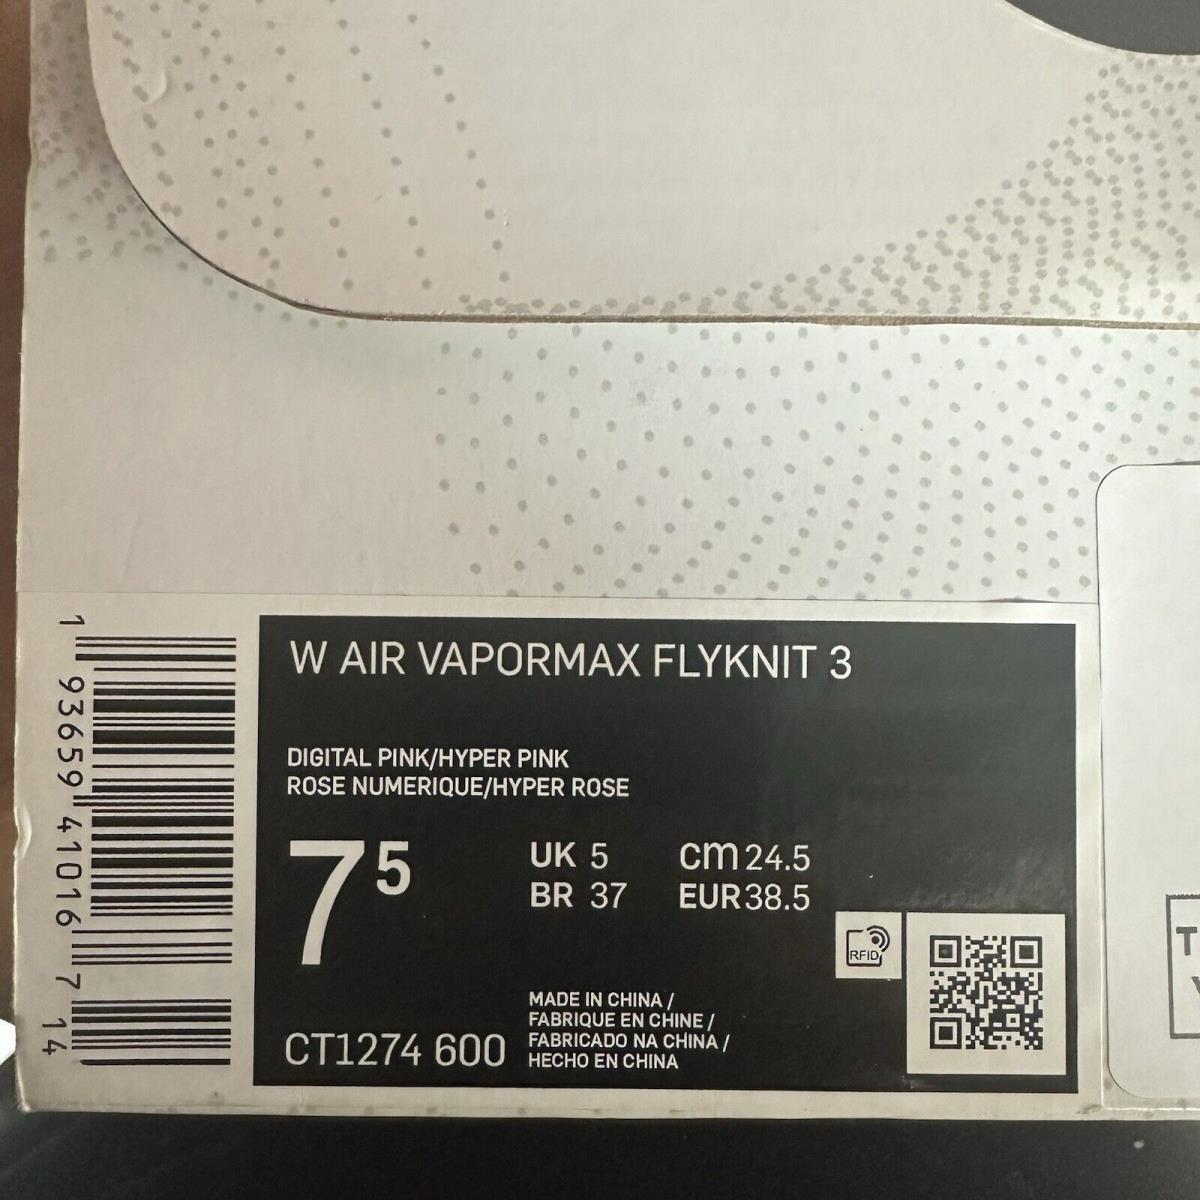 W AIR VAPORMAX FLYKNIT 3
DIGITAL PINK/HYPER PINK
ROSE NUMERIQUE/HYPER ROSE
7 5
UK 5 cm 24.5
BR 37 EUR 38.5
RFID
CT1274 600
MADE IN CHINA /
FABRIQUE EN CHINE /
FABRICADO NA CHINA /
HECHO EN CHINA
1 93659 41016 7 14